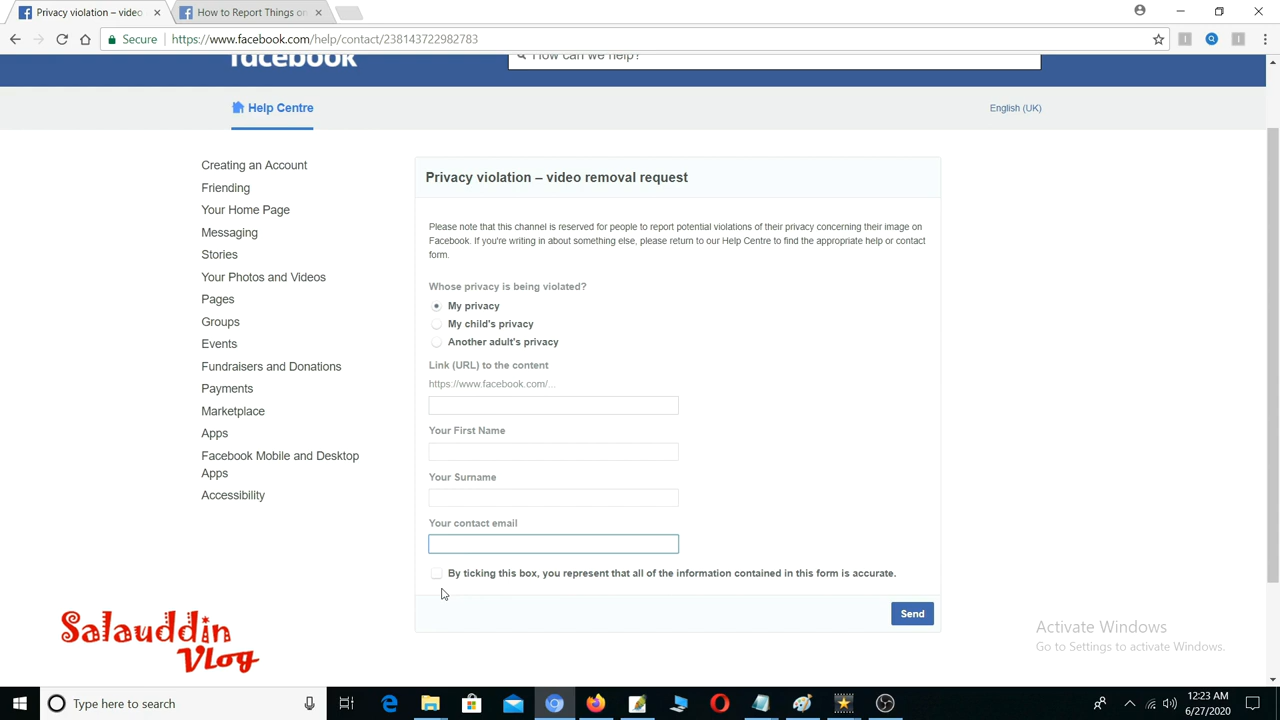 Privacy violation – video
How to Report Things on
Secure
https://www.facebook.com/help/contact/238143722982783
facebook
How can we help?
Help Centre
English (UK)
Creating an Account
Friending
Your Home Page
Messaging
Stories
Your Photos and Videos
Pages
Groups
Events
Fundraisers and Donations
Payments
Marketplace
Apps
Facebook Mobile and Desktop
Apps
Accessibility
Privacy violation – video removal request
Please note that this channel is reserved for people to report potential violations of their privacy concerning their image on
Facebook. If you're writing in about something else, please return to our Help Centre to find the appropriate help or contact
form.
Whose privacy is being violated?
My privacy
My child's privacy
Another adult's privacy
Link (URL) to the content
https://www.facebook.com/...
Your First Name
Your Surname
Your contact email
By ticking this box, you represent that all of the information contained in this form is accurate.
Send
Salauddin
Vlog
Activate Windows
Go to Settings to activate Windows.
Type here to search
12:23 AM
6/27/2020